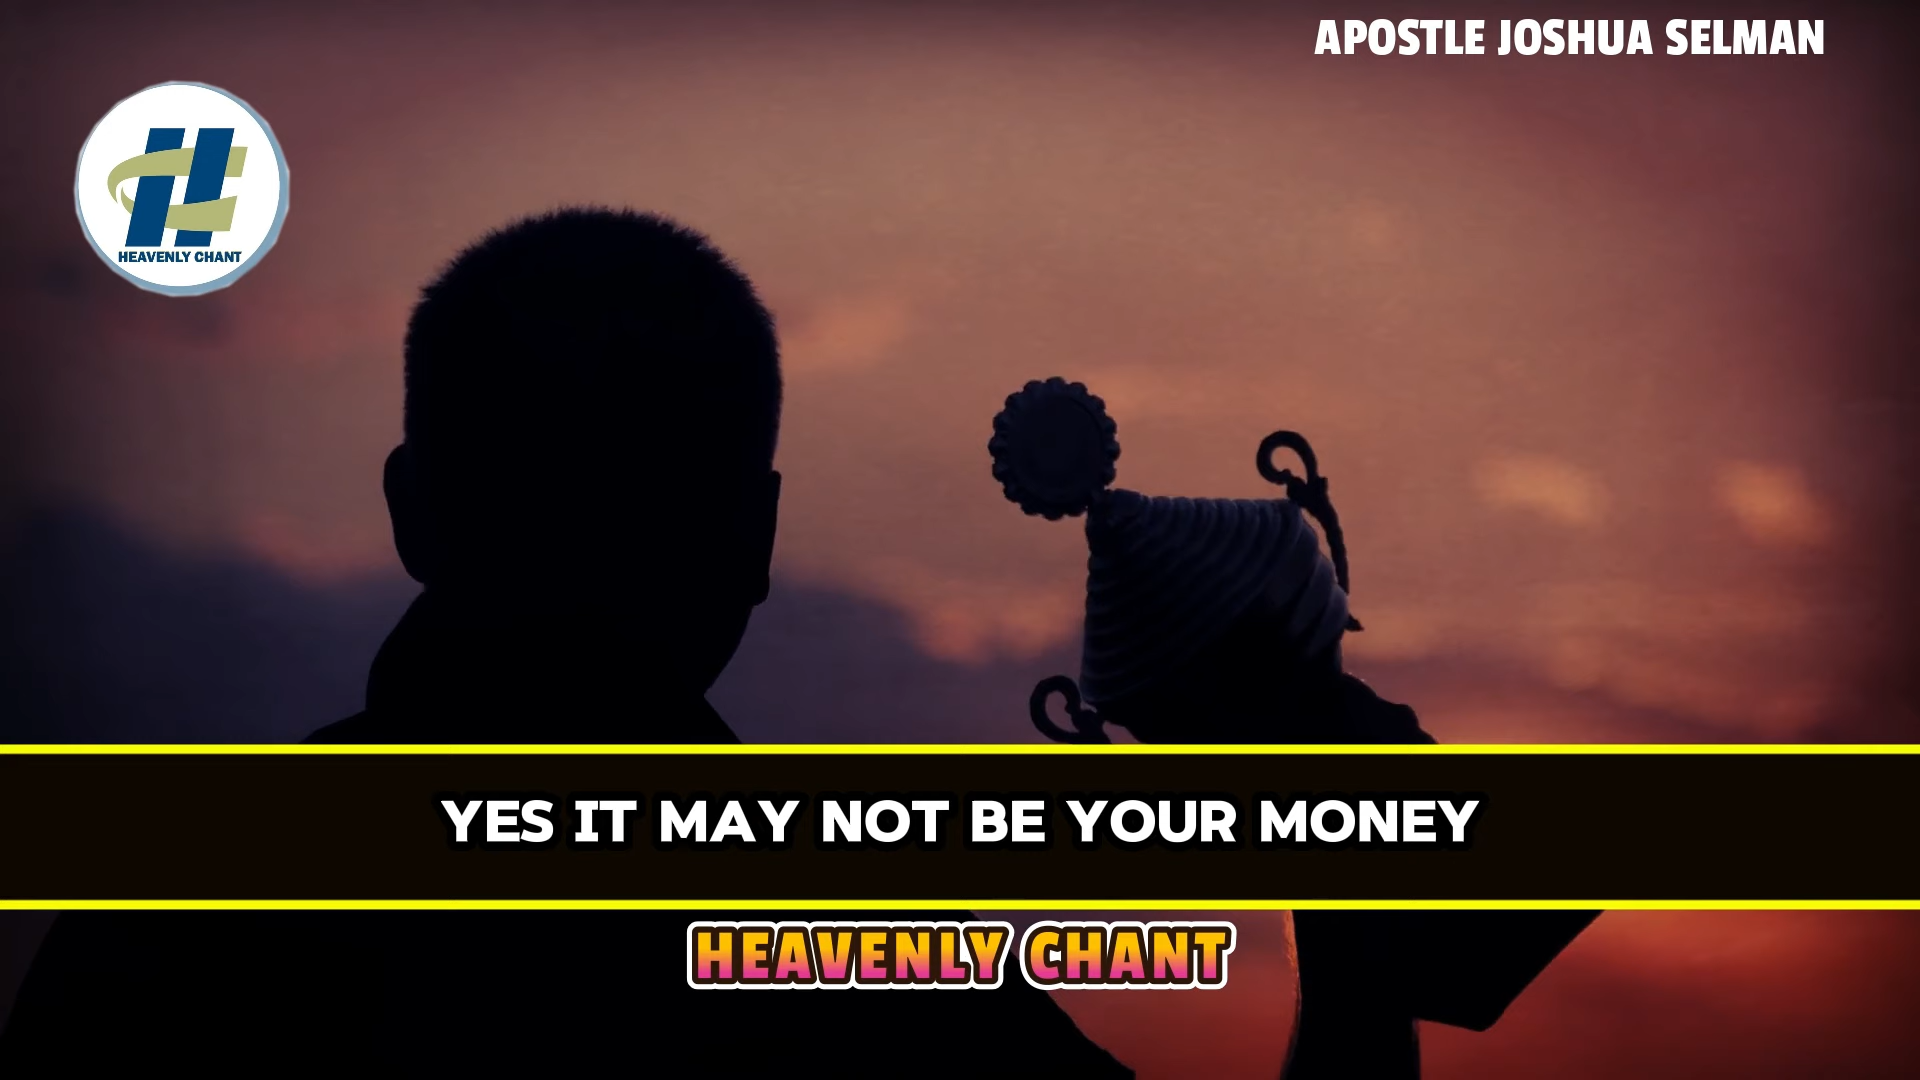 APOSTLE JOSHUA SELMAN
HEAVENLY CHANT
YES IT MAY NOT BE YOUR MONEY
HEAVENLY CHANT